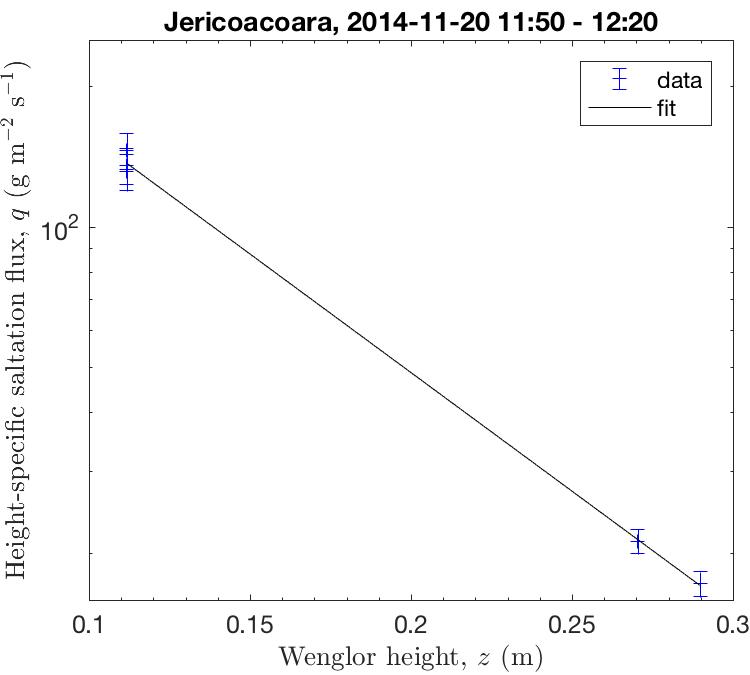 Jericoacoara, 2014-11-20 11:50 - 12:20
data
fit
Height-specific saltation flux, q (g m⁻² s⁻¹)
10²
0.1 0.15 0.2 0.25 0.3
Wenglor height, z (m)